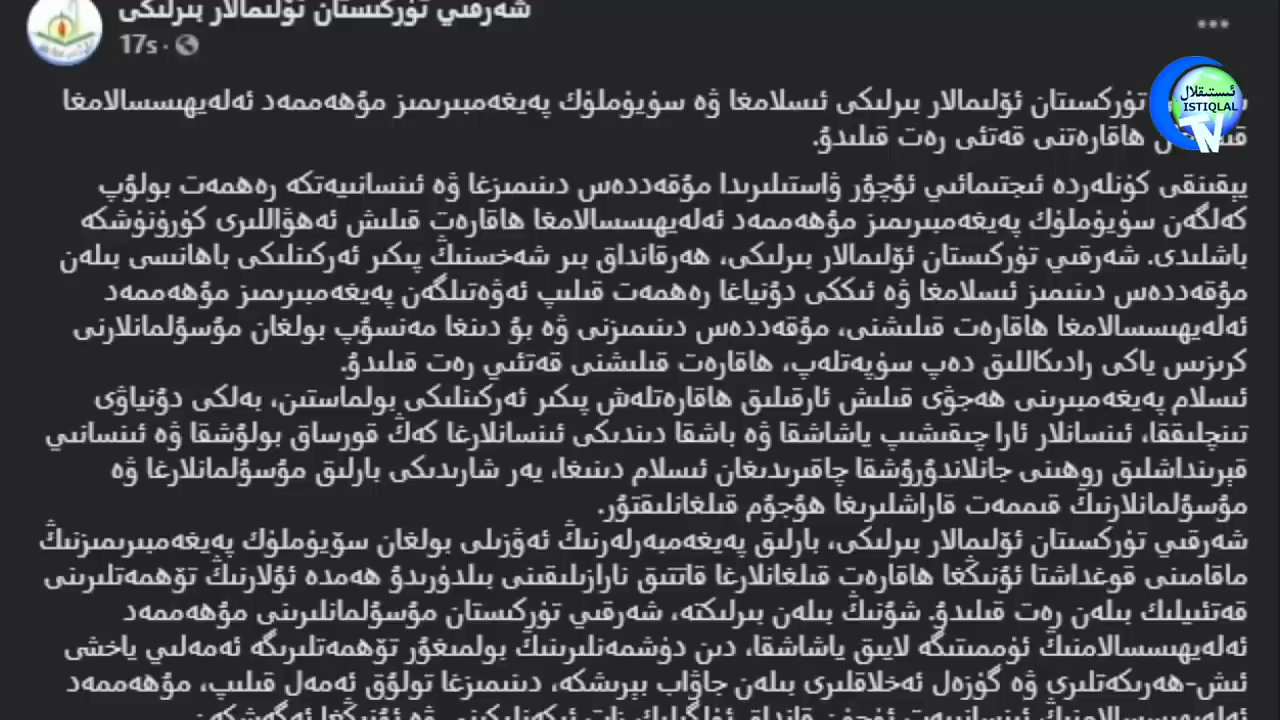 شەرقىي تۈركىستان ئۆلىمالار بىرلىكى
17s
ئىستىقلال
ISTIQLAL
TV
تۈركىستان ئۆلىمالار بىرلىكى ئىسلامغا ۋە سۆيۈملۈك پەيغەمبىرىمىز مۇھەممەد ئەلەيھىسسالامغا
ھاقارەتنى قەتئى رەت قىلىدۇ.
يېقىنقى كۈنلەردە ئىجتىمائىي ئۇچۇر ۋاستىلىرىدا مۇقەددەس دىنىمىزغا ۋە ئىنسانىيەتكە رەھمەت بولۇپ
كەلگەن سۆيۈملۈك پەيغەمبىرىمىز مۇھەممەد ئەلەيھىسسالامغا ھاقارەت قىلىش ئەھۋاللىرى كۆرۈنۈشكە
باشلىدى. شەرقىي تۈركىستان ئۆلىمالار بىرلىكى، ھەرقانداق بىر شەخسنىڭ پىكىر ئەركىنلىكى باھانىسى بىلەن
مۇقەددەس دىنىمىز ئىسلامغا ۋە ئىككى دۇنياغا رەھمەت قىلىپ ئەۋەتىلگەن پەيغەمبىرىمىز مۇھەممەد
ئەلەيھىسسالامغا ھاقارەت قىلىشنى، مۇقەددەس دىنىمىزنى ۋە بۇ دىنغا مەنسۇپ بولغان مۇسۇلمانلارنى
كىرىزىس ياكى رادىكاللىق دەپ سۈپەتلەپ، ھاقارەت قىلىشنى قەتئىي رەت قىلىدۇ.
ئىسلام پەيغەمبىرىنى ھەجۋى قىلىش ئارقىلىق ھاقارەتلەش پىكىر ئەركىنلىكى بولماستىن، بەلكى دۇنياۋى
تىنچلىققا، ئىنسانلار ئارا چىقىشىپ ياشاشقا ۋە باشقا دىندىكى ئىنسانلارغا كەڭ قورساق بولۇشقا ۋە ئىنسانىي
قېرىنداشلىق روھىنى جانلاندۇرۇشقا چاقىرىدىغان ئىسلام دىنىغا، يەر شارىدىكى بارلىق مۇسۇلمانلارغا ۋە
مۇسۇلمانلارنىڭ قىممەت قاراشلىرىغا ھۇجۇم قىلغانلىقتۇر.
شەرقىي تۈركىستان ئۆلىمالار بىرلىكى، بارلىق پەيغەمبەرلەرنىڭ ئەۋزىلى بولغان سۆيۈملۈك پەيغەمبىرىمىزنىڭ
ماقامىنى قوغداشتا ئۇنىڭغا ھاقارەت قىلغانلارغا قاتتىق نارازىلىقىنى بىلدۈرىدۇ ھەمدە ئۇلارنىڭ تۆھمەتلىرىنى
قەتئىيلىك بىلەن رەت قىلىدۇ. شۇنىڭ بىلەن بىرلىكتە، شەرقىي تۈركىستان مۇسۇلمانلىرىنى مۇھەممەد
ئەلەيھىسسالامنىڭ ئۈممىتىگە لايىق ياشاشقا، دىن دۈشمەنلىرىنىڭ بولمىغۇر تۆھمەتلىرىگە ئەمەلىي ياخشى
ئىش-ھەرىكەتلىرى ۋە گۈزەل ئەخلاقلىرى بىلەن جاۋاب بېرىشكە، دىنىمىزغا تولۇق ئەمەل قىلىپ، مۇھەممەد